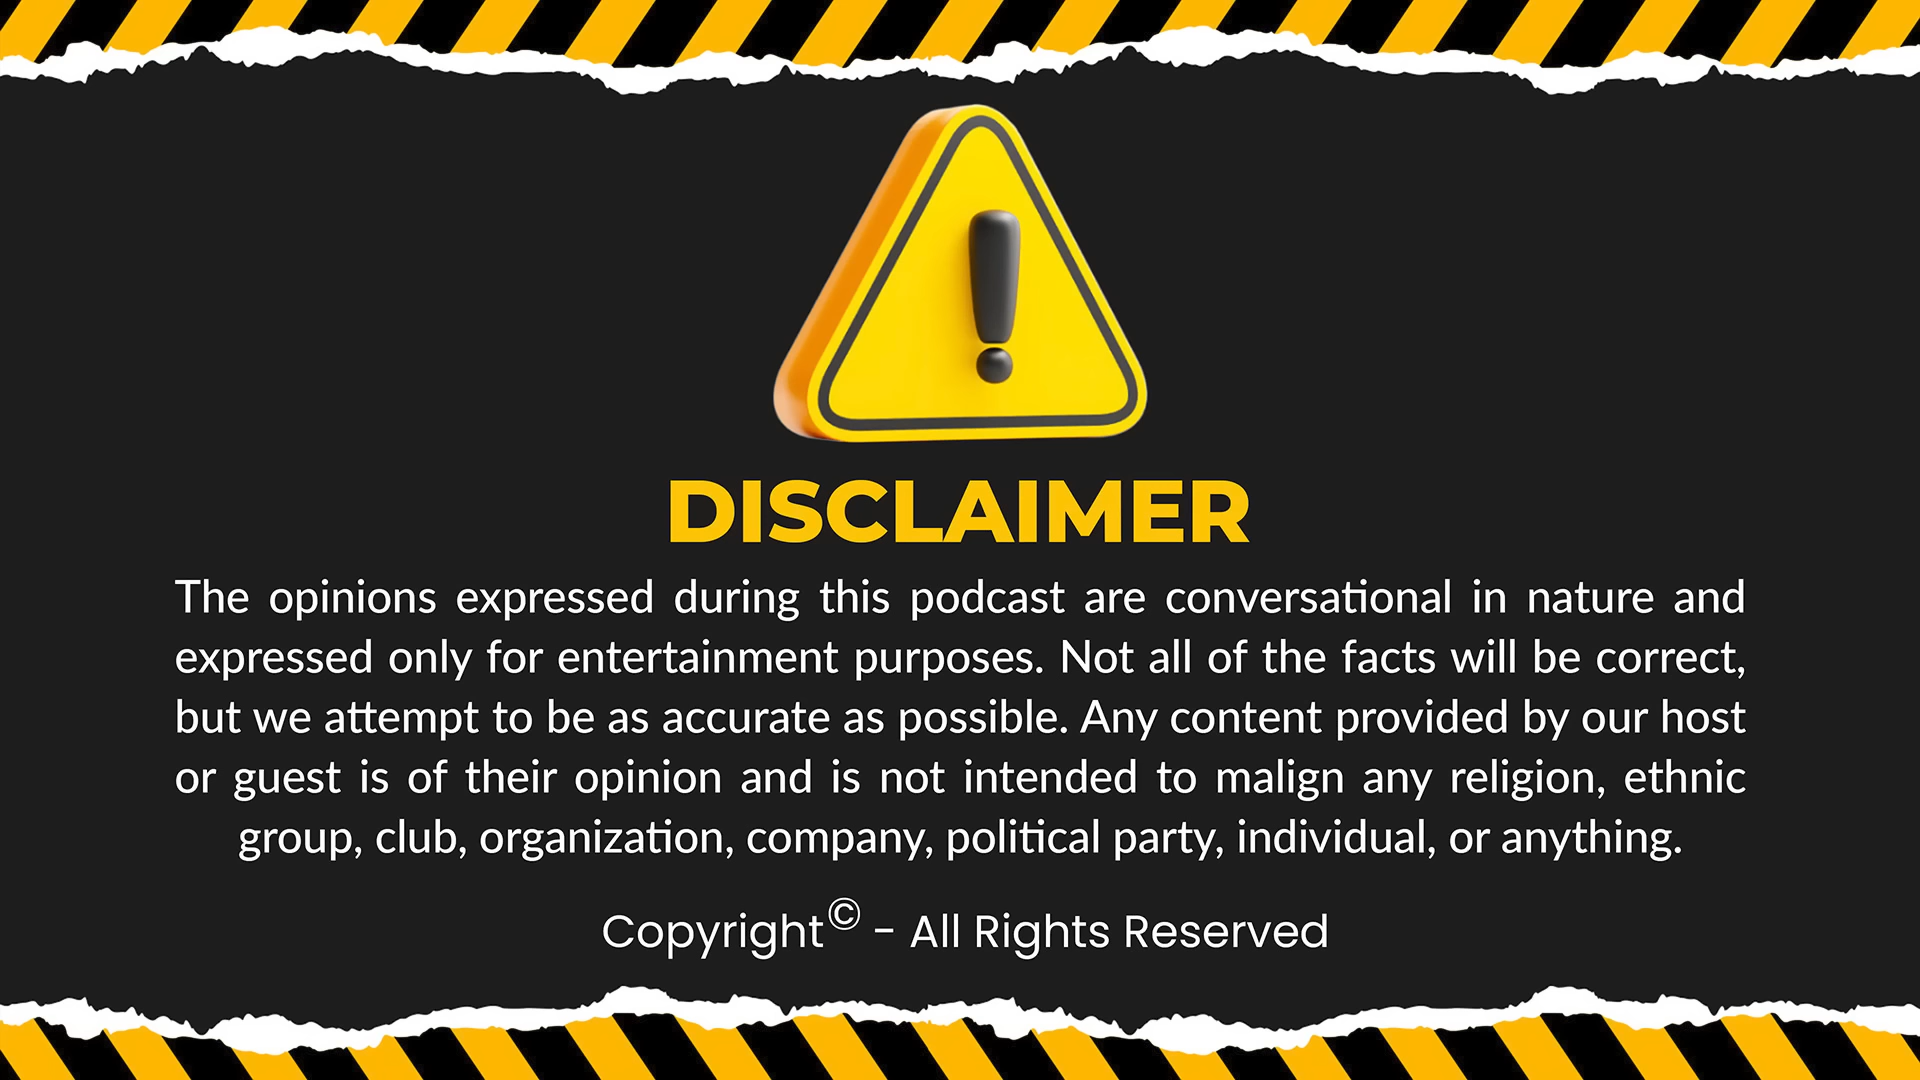 DISCLAIMER
The opinions expressed during this podcast are conversational in nature and
expressed only for entertainment purposes. Not all of the facts will be correct,
but we attempt to be as accurate as possible. Any content provided by our host
or guest is of their opinion and is not intended to malign any religion, ethnic
group, club, organization, company, political party, individual, or anything.
Copyright© - All Rights Reserved